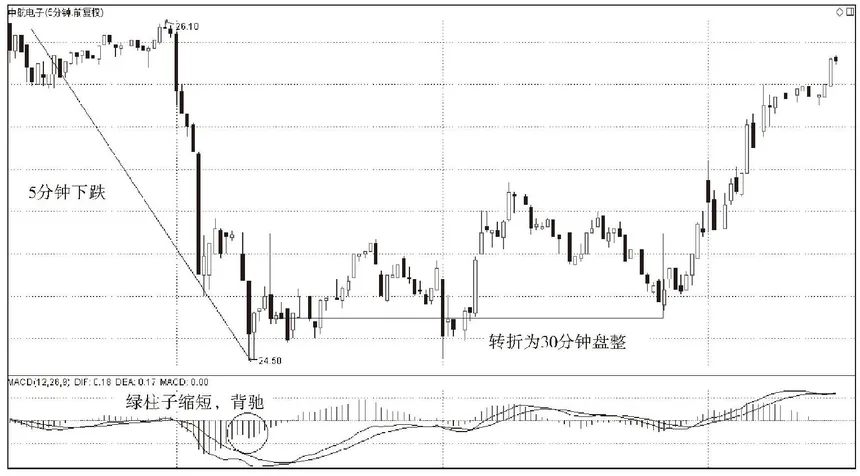 中航电子(5分钟.前复权)
26.10
5分钟下跌
转折为30分钟盘整
24.50
MACD(12,26,9) DIF: 0.18 DEA: 0.17 MACD: 0.00
绿柱子缩短，背驰